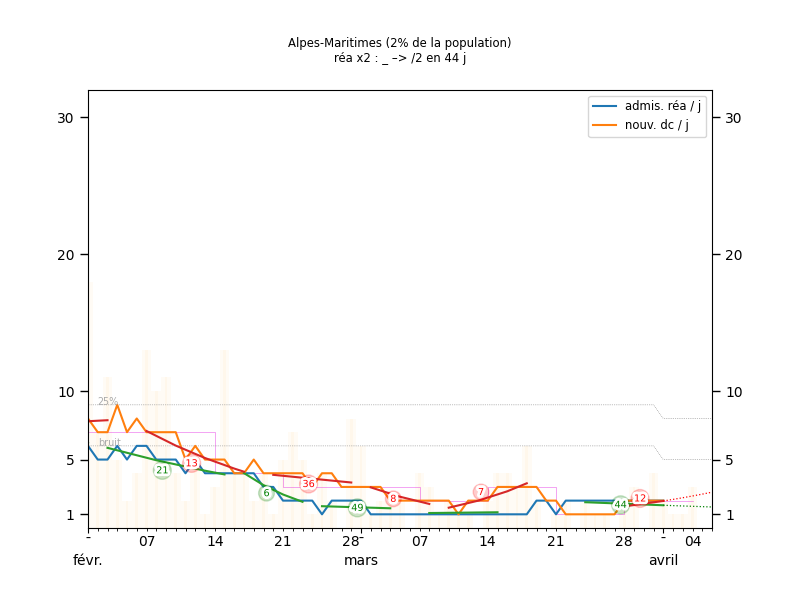 Alpes-Maritimes (2% de la population)
réa x2 : _ –> /2 en 44 j
admis. réa / j
nouv. dc / j
30 30
20 20
10 10
25%
bruit
5 5
13
21
36
6
49
8
7
12
44
1 1
- 07 14 21 28 - 07 14 21 28 - 04
févr. mars avril